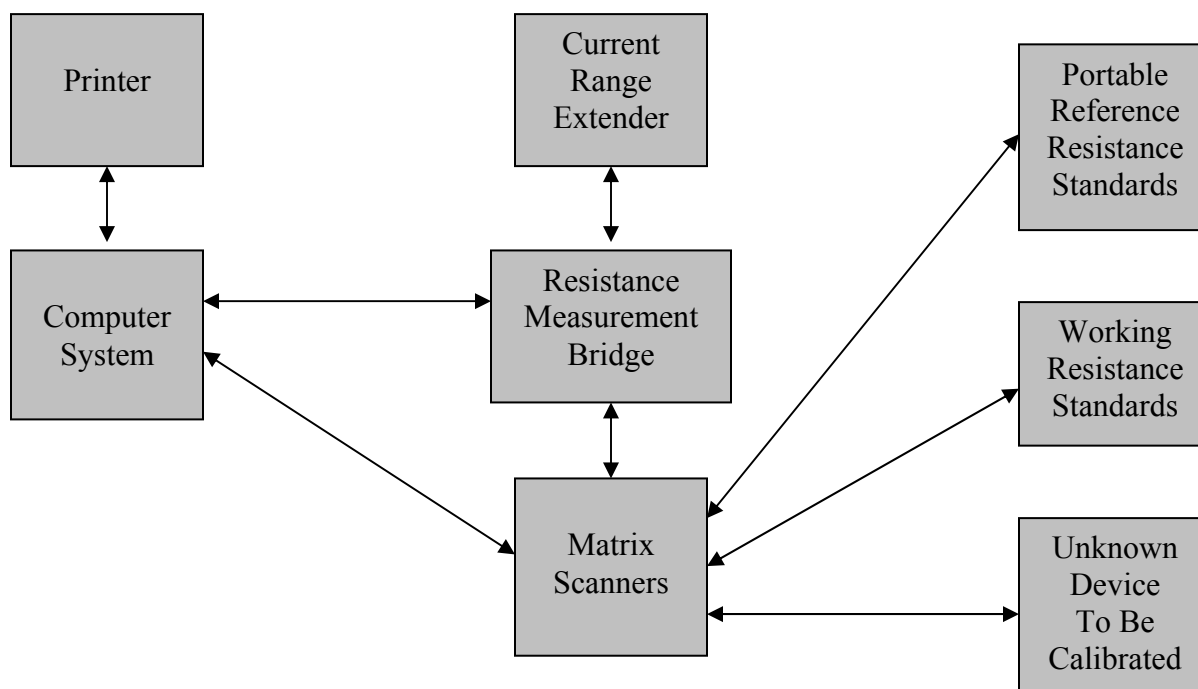 Printer
Current
Range
Extender
Portable
Reference
Resistance
Standards
Computer
System
Resistance
Measurement
Bridge
Working
Resistance
Standards
Matrix
Scanners
Unknown
Device
To Be
Calibrated